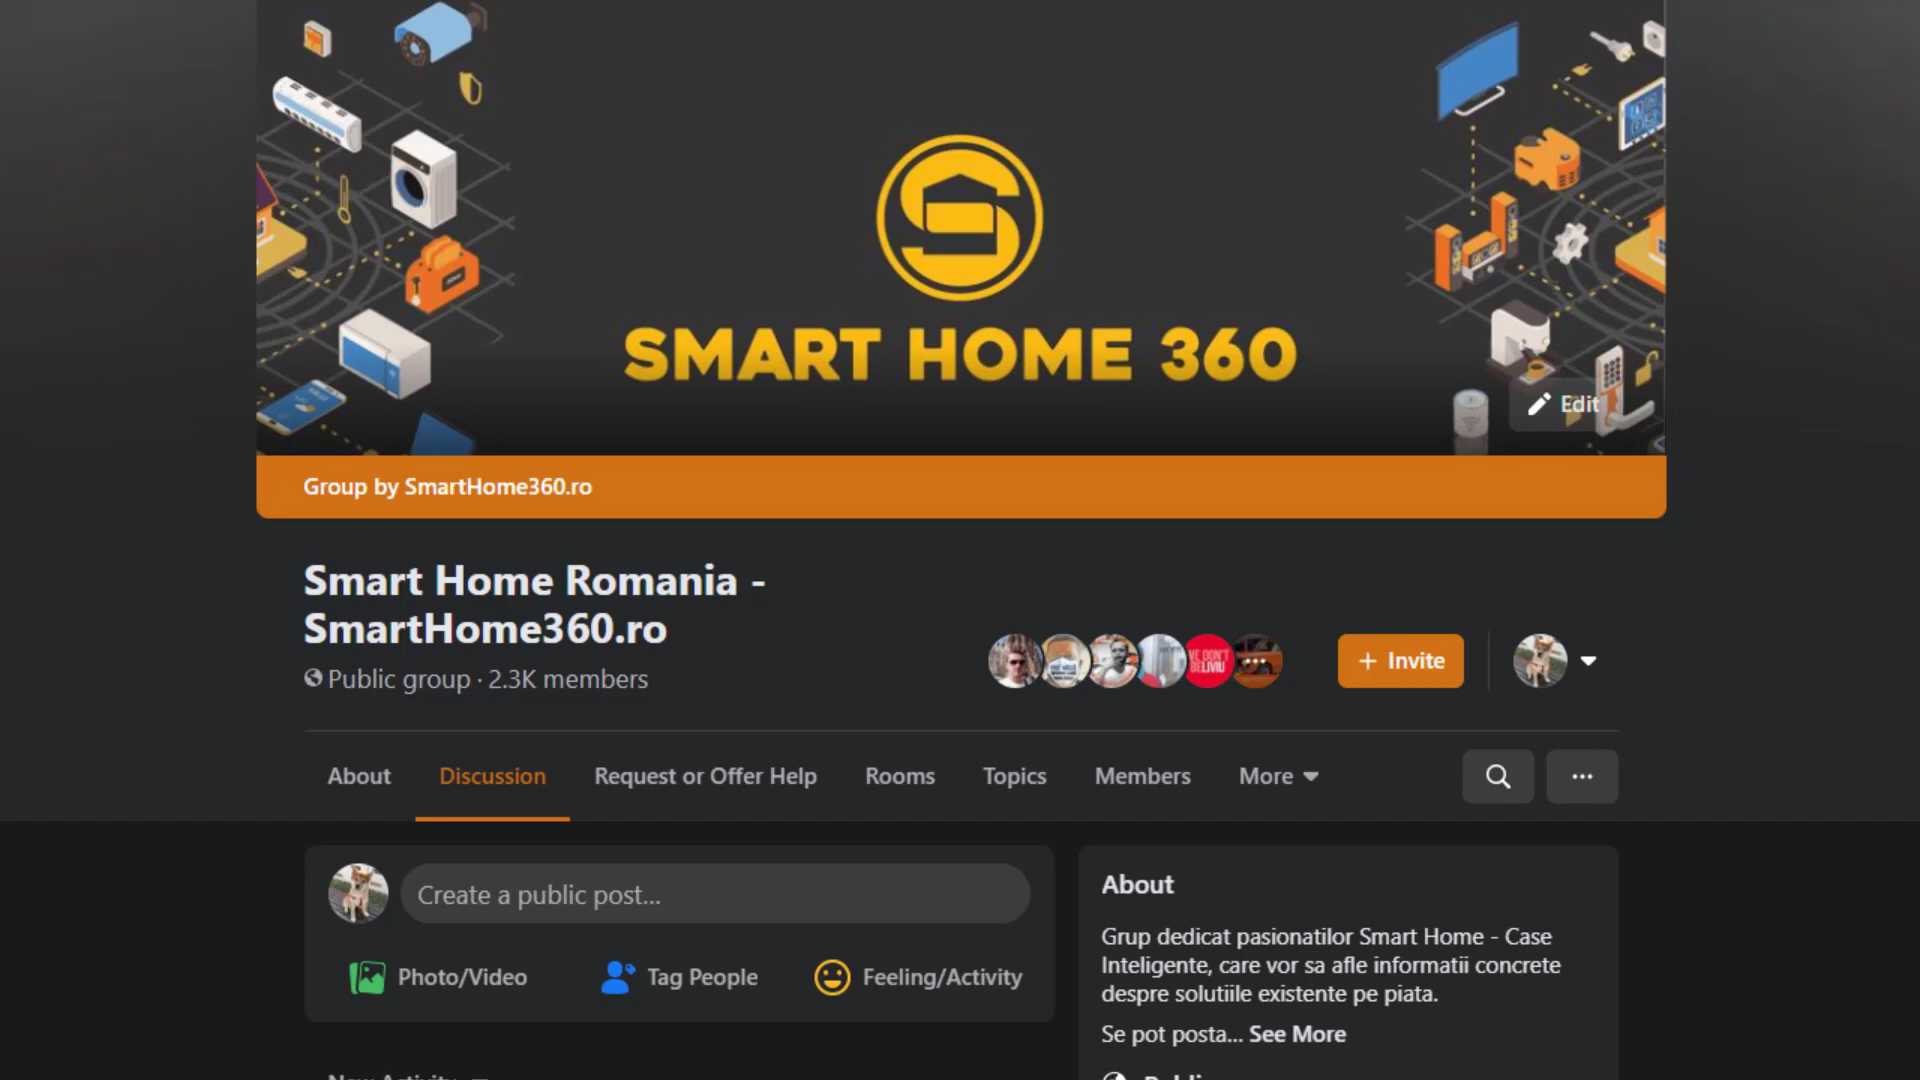 SMART HOME 360
Edit
Group by SmartHome360.ro
Smart Home Romania -
SmartHome360.ro
Public group · 2.3K members
VE DON'T
BELIVIU
+ Invite
About
Discussion
Request or Offer Help
Rooms
Topics
Members
More
Create a public post...
Photo/Video
Tag People
Feeling/Activity
About
Grup dedicat pasionatilor Smart Home - Case
Inteligente, care vor sa afle informatii concrete
despre solutiile existente pe piata.
Se pot posta... See More